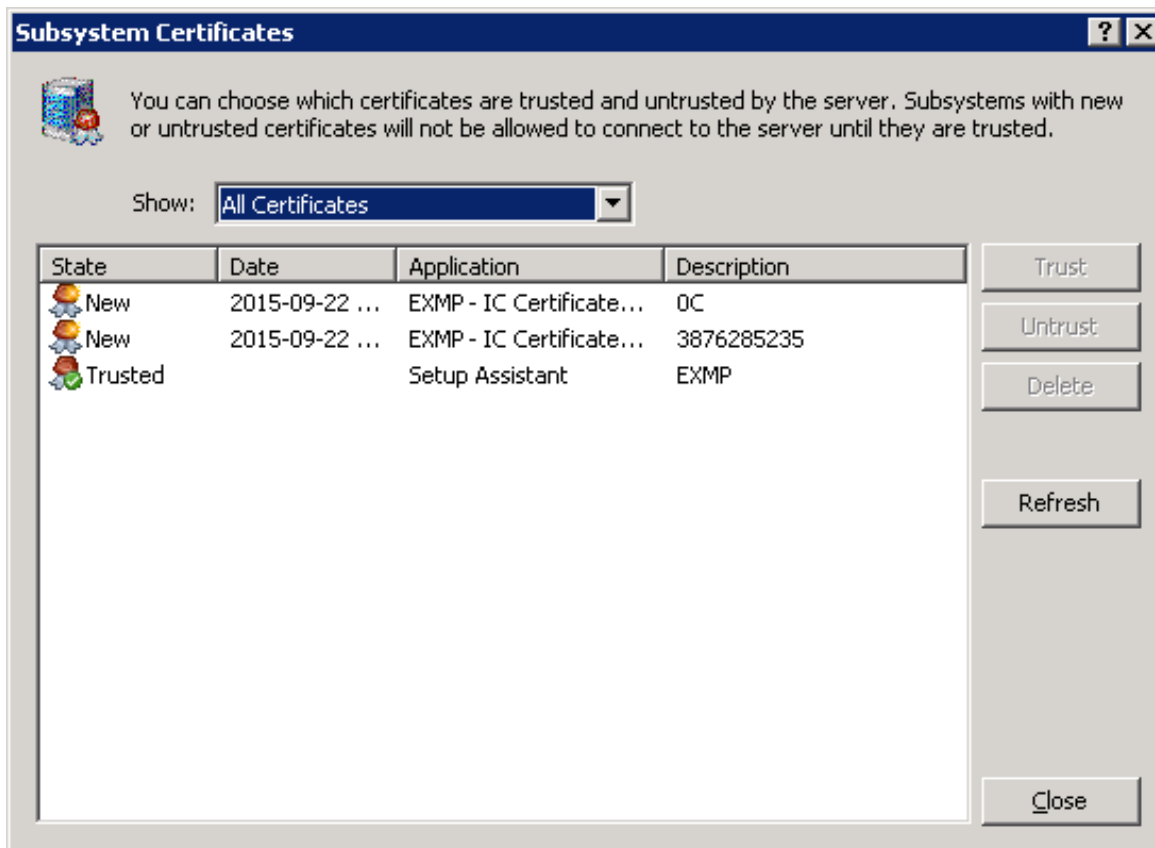 Subsystem Certificates
You can choose which certificates are trusted and untrusted by the server. Subsystems with new
or untrusted certificates will not be allowed to connect to the server until they are trusted.
Show: All Certificates
State Date Application Description
New 2015-09-22 ... EXMP - IC Certificate... 0C
New 2015-09-22 ... EXMP - IC Certificate... 3876285235
Trusted Setup Assistant EXMP
Trust
Untrust
Delete
Refresh
Close